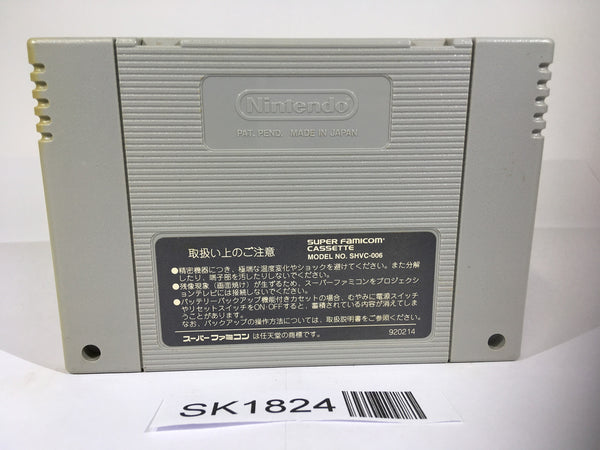 Nintendo
PAT. PEND. MADE IN JAPAN
取扱い上のご注意
SUPER FAMICOM
CASSETTE
MODEL NO. SHVC-006
●精密機器につき、極端な温度変化やショックを避けてください。また分解
したり、端子部を汚したりしないでください。
●残像現象(画面焼け)が生ずるため、スーパーファミコンをプロジェクシ
ョンテレビには接続しないでください。
●バッテリーバックアップ機能付きカセットの場合、むやみに電源スイッチ
やリセットスイッチをON・OFFすると、蓄積されている内容が消えてしま
うことがあります。
なお、バックアップの操作方法については、取扱説明書をご参照ください。
スーパーファミコン は任天堂の商標です。
920214
SK1824